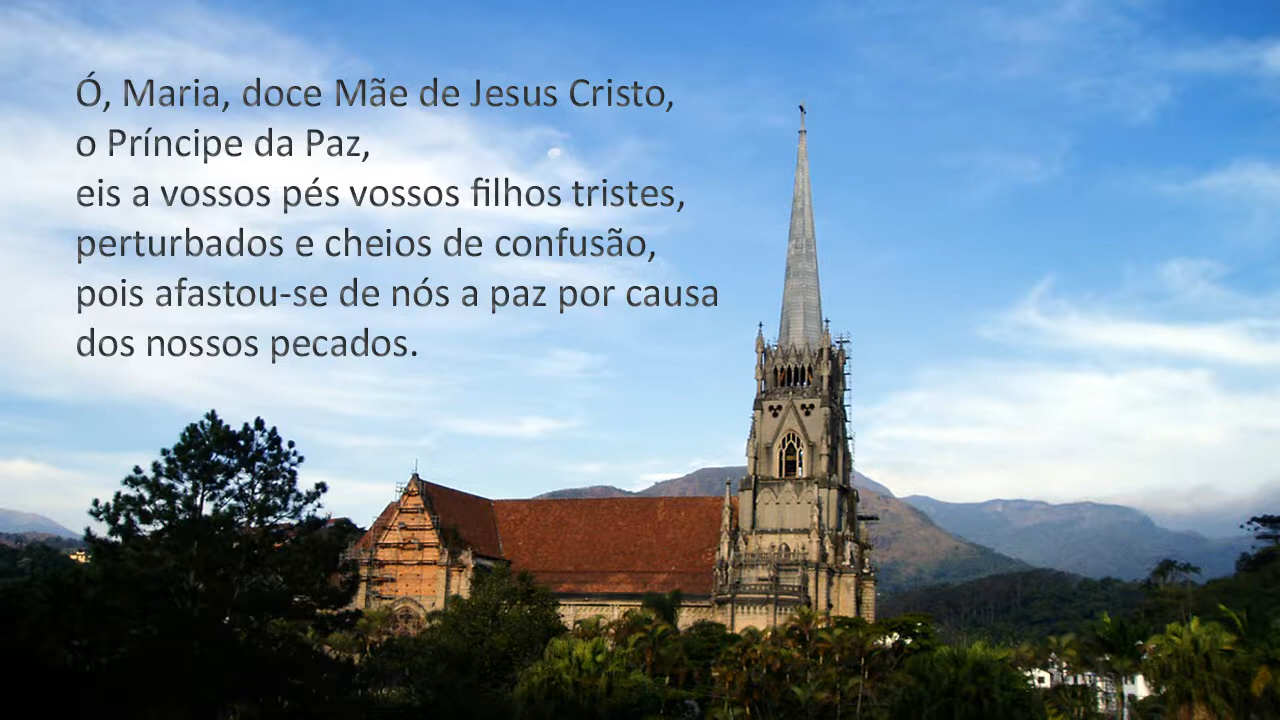 Ó, Maria, doce Mãe de Jesus Cristo,
o Príncipe da Paz,
eis a vossos pés vossos filhos tristes,
perturbados e cheios de confusão,
pois afastou-se de nós a paz por causa
dos nossos pecados.